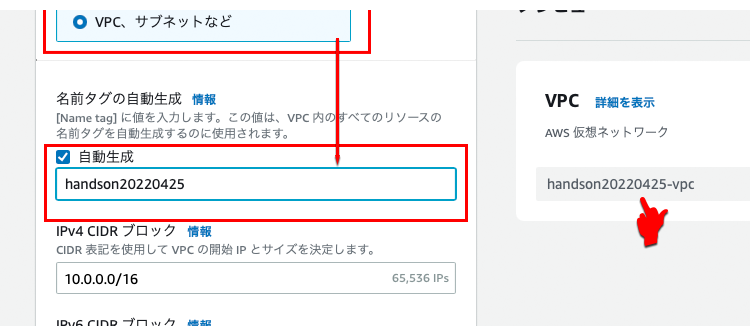 VPC、サブネットなど
名前タグの自動生成 情報
[Name tag] に値を入力します。この値は、VPC 内のすべてのリソースの
名前タグを自動生成するのに使用されます。
自動生成
handson20220425
IPv4 CIDR ブロック 情報
CIDR 表記を使用して VPC の開始 IP とサイズを決定します。
10.0.0.0/16 65,536 IPs
IPv6 CIDR ブロック 情報
VPC 詳細を表示
AWS 仮想ネットワーク
handson20220425-vpc